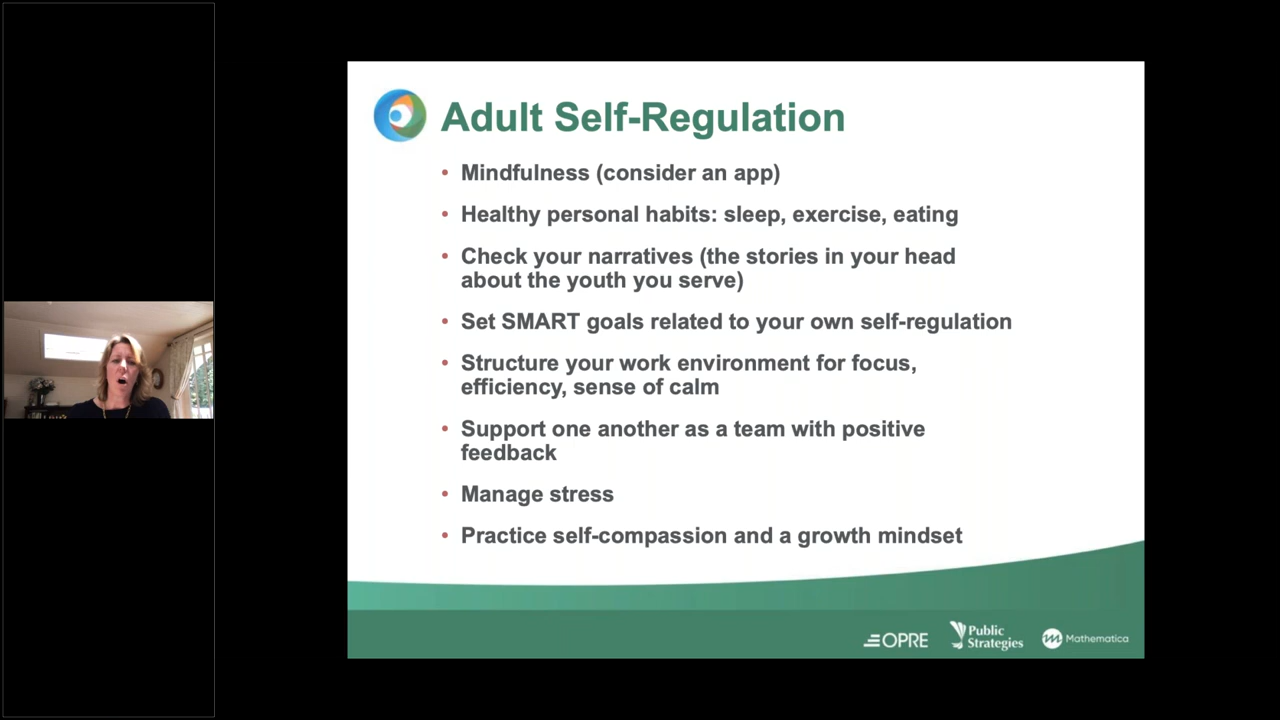 Adult Self-Regulation
• Mindfulness (consider an app)
• Healthy personal habits: sleep, exercise, eating
• Check your narratives (the stories in your head
about the youth you serve)
• Set SMART goals related to your own self-regulation
• Structure your work environment for focus,
efficiency, sense of calm
• Support one another as a team with positive
feedback
• Manage stress
• Practice self-compassion and a growth mindset
OPRE
Public
Strategies
m Mathematica